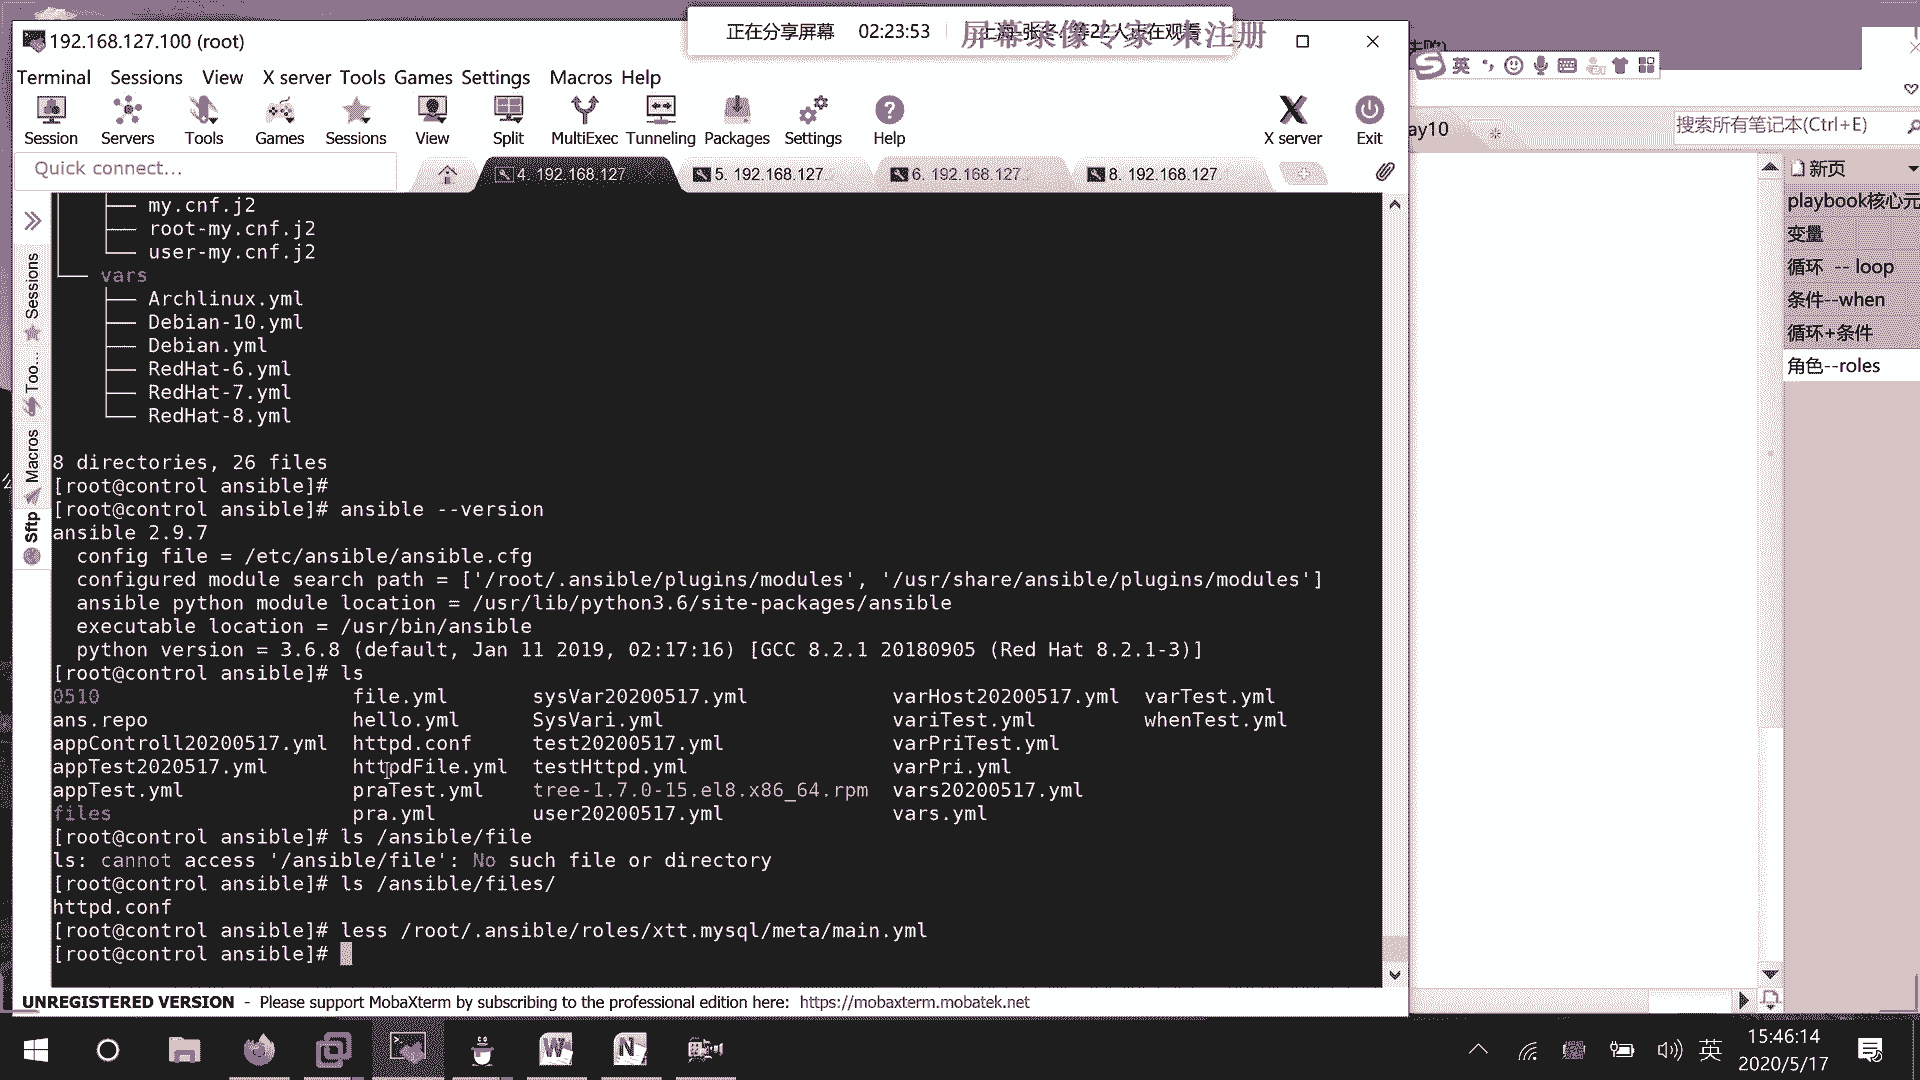 正在分享屏幕 02:23:53
屏幕录像专家 未注册
192.168.127.100 (root)
Terminal Sessions View X server Tools Games Settings Macros Help
Session Servers Tools Games Sessions View Split MultiExec Tunneling Packages Settings Help X server Exit
Quick connect...
4. 192.168.127 5. 192.168.127. 6. 192.168.127. 8. 192.168.127.
Sessions
Too...
Macros
Sftp
├── my.cnf.j2
├── root-my.cnf.j2
└── user-my.cnf.j2
└── vars
├── Archlinux.yml
├── Debian-10.yml
├── Debian.yml
├── RedHat-6.yml
├── RedHat-7.yml
└── RedHat-8.yml
8 directories, 26 files
[root@control ansible]#
[root@control ansible]# ansible --version
ansible 2.9.7
config file = /etc/ansible/ansible.cfg
configured module search path = ['/root/.ansible/plugins/modules', '/usr/share/ansible/plugins/modules']
ansible python module location = /usr/lib/python3.6/site-packages/ansible
executable location = /usr/bin/ansible
python version = 3.6.8 (default, Jan 11 2019, 02:17:16) [GCC 8.2.1 20180905 (Red Hat 8.2.1-3)]
[root@control ansible]# ls
0510 file.yml sysVar20200517.yml varHost20200517.yml varTest.yml
ans.repo hello.yml SysVari.yml variTest.yml whenTest.yml
appControll20200517.yml httpd.conf test20200517.yml varPriTest.yml
appTest2020517.yml httpdFile.yml testHttpd.yml varPri.yml
appTest.yml praTest.yml tree-1.7.0-15.el8.x86_64.rpm vars20200517.yml
files pra.yml user20200517.yml vars.yml
[root@control ansible]# ls /ansible/file
ls: cannot access '/ansible/file': No such file or directory
[root@control ansible]# ls /ansible/files/
httpd.conf
[root@control ansible]# less /root/.ansible/roles/xtt.mysql/meta/main.yml
[root@control ansible]#
UNREGISTERED VERSION - Please support MobaXterm by subscribing to the professional edition here: https://mobaxterm.mobatek.net
英
ay10
搜索所有笔记本(Ctrl+E)
新页
playbook核心元
变量
循环 -- loop
条件--when
循环+条件
角色--roles
英
15:46:14
2020/5/17